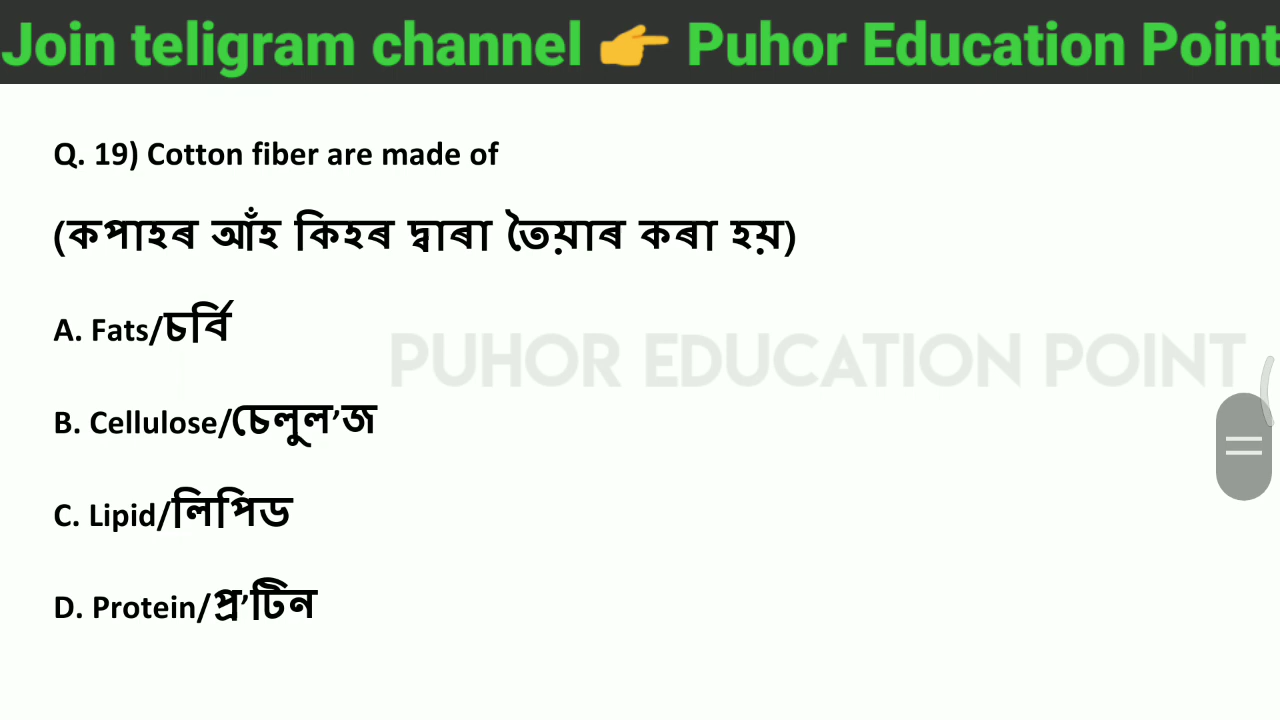 Join teligram channel 👉 Puhor Education Point
Q. 19) Cotton fiber are made of
(কপাহৰ আঁহ কিহৰ দ্বাৰা তৈয়াৰ কৰা হয়)
A. Fats/চৰ্বি
PUHOR EDUCATION POINT
B. Cellulose/চেলুল’জ
C. Lipid/লিপিড
D. Protein/প্ৰ’টিন